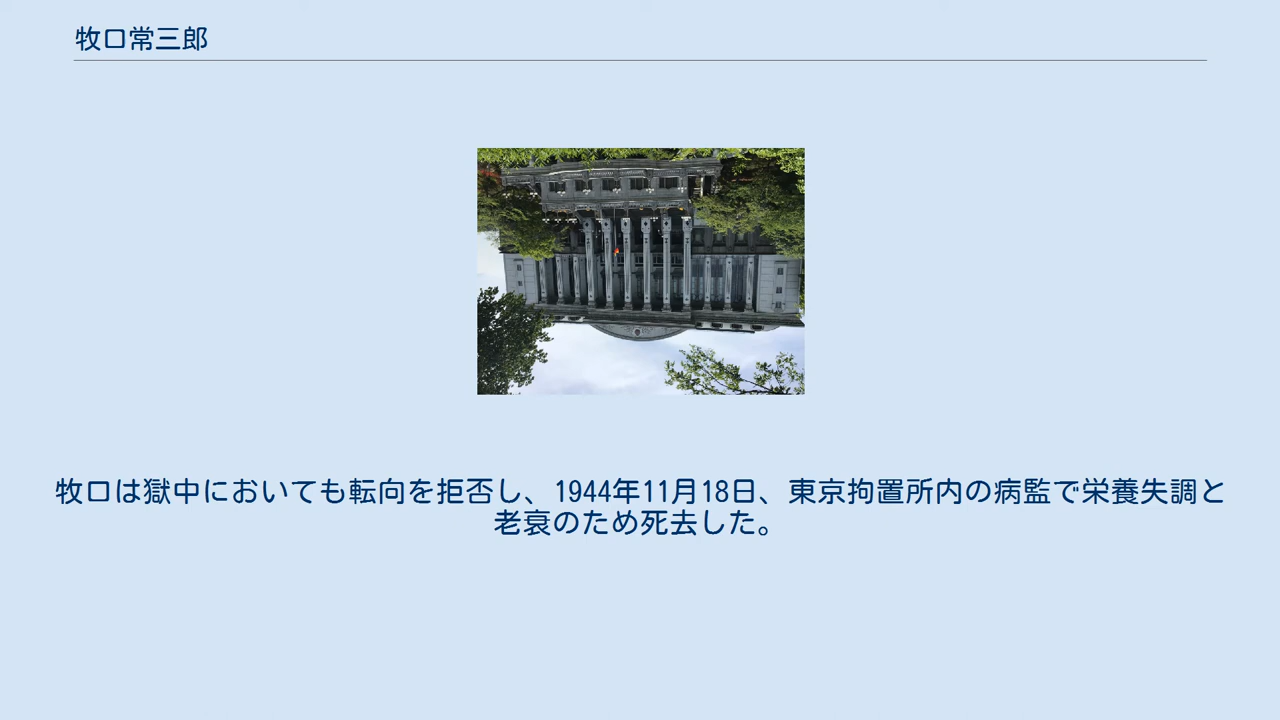 牧口常三郎
牧口は獄中においても転向を拒否し、1944年11月18日、東京拘置所内の病監で栄養失調と
老衰のため死去した。